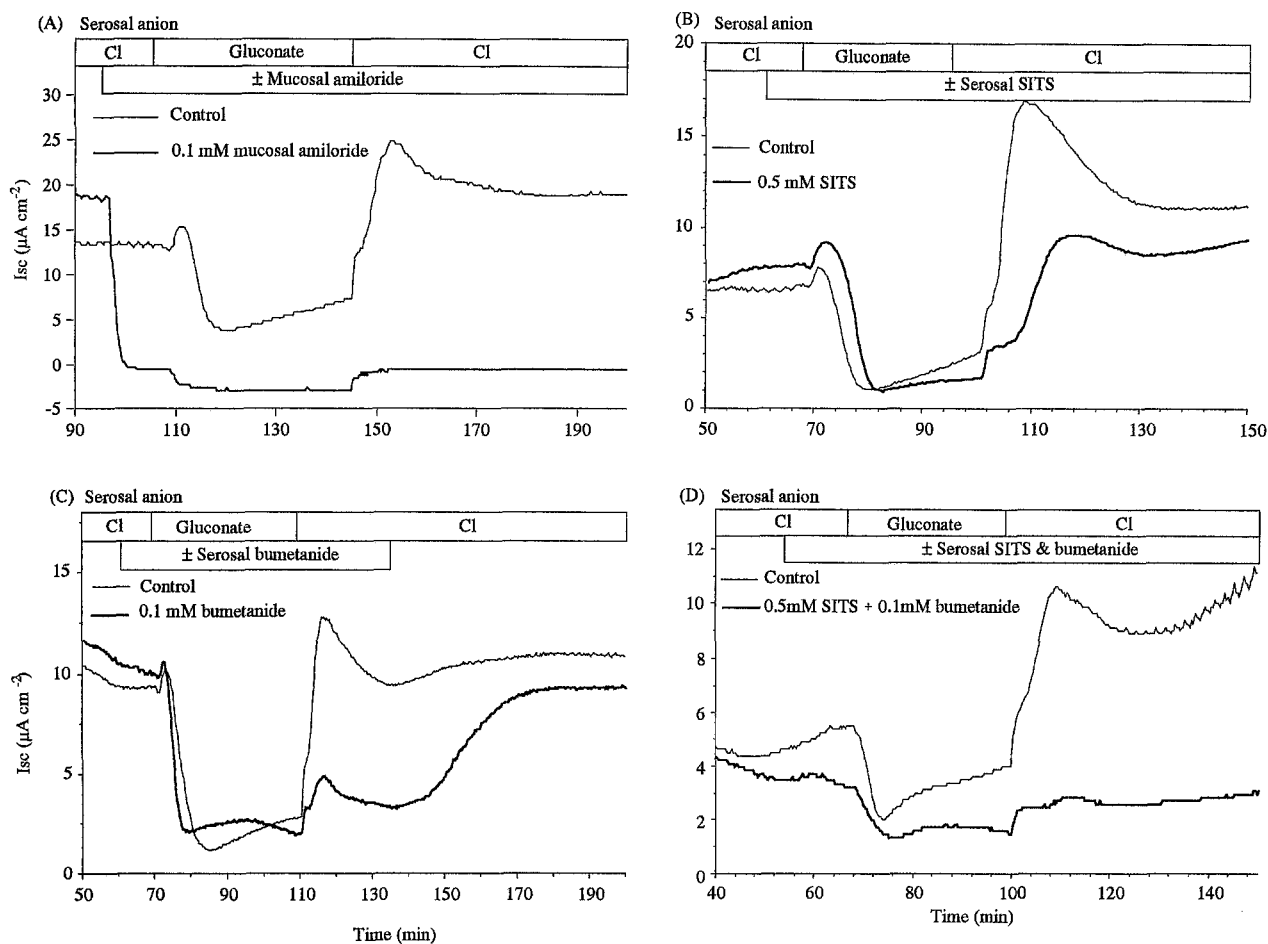 (A) Serosal anion
Cl Gluconate Cl
± Mucosal amiloride
Control
0.1 mM mucosal amiloride
Isc (µA cm-2)
30
25
20
15
10
5
0
-5
90 110 130 150 170 190
(B) Serosal anion
Cl Gluconate Cl
± Serosal SITS
Control
0.5 mM SITS
20
15
10
5
0
50 70 90 110 130 150
(C) Serosal anion
Cl Gluconate Cl
± Serosal bumetanide
Control
0.1 mM bumetanide
Isc (µA cm-2)
15
10
5
0
50 70 90 110 130 150 170 190
Time (min)
(D) Serosal anion
Cl Gluconate Cl
± Serosal SITS & bumetanide
Control
0.5mM SITS + 0.1mM bumetanide
12
10
8
6
4
2
0
40 60 80 100 120 140
Time (min)